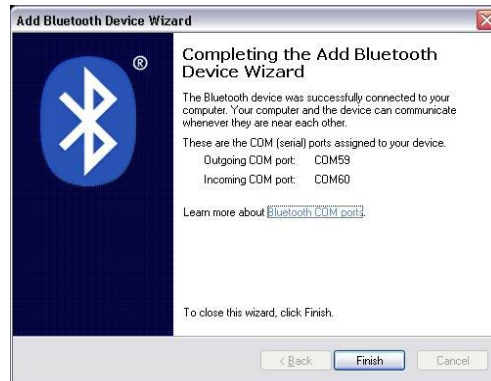 Add Bluetooth Device Wizard
®
Completing the Add Bluetooth
Device Wizard
The Bluetooth device was successfully connected to your
computer. Your computer and the device can communicate
whenever they are near each other.
These are the COM (serial) ports assigned to your device.
Outgoing COM port: COM59
Incoming COM port: COM60
Learn more about Bluetooth COM ports.
To close this wizard, click Finish.
< Back Finish Cancel